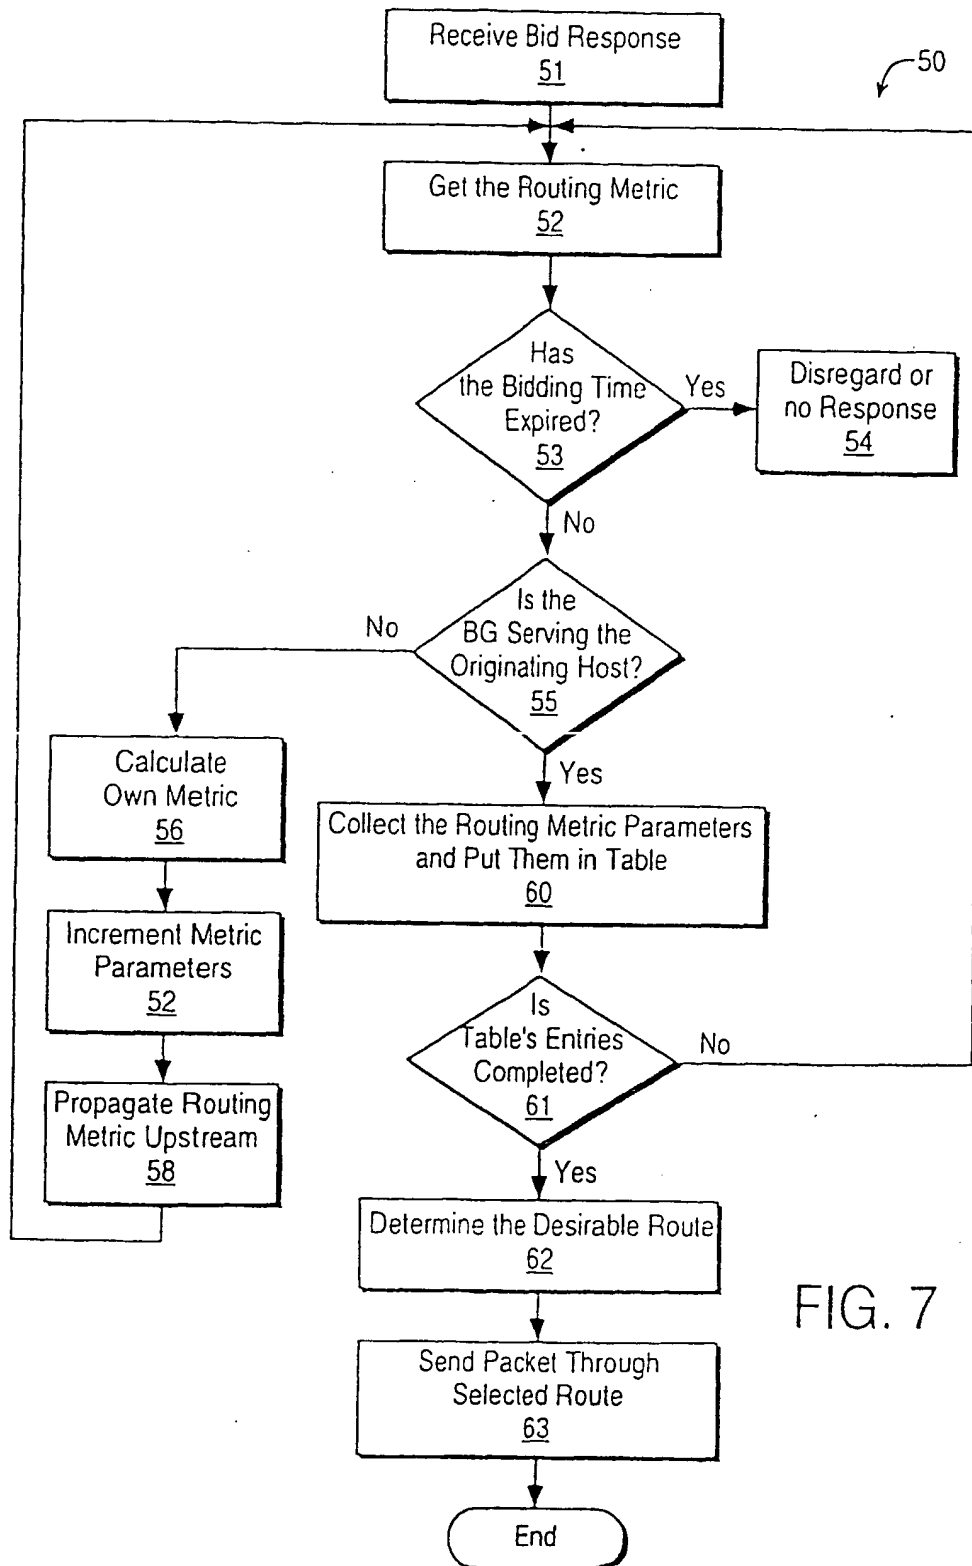 Receive Bid Response
51
50
Get the Routing Metric
52
Has
the Bidding Time
Expired?
53
Yes
Disregard or
no Response
54
No
Is the
BG Serving the
Originating Host?
55
No
Yes
Calculate
Own Metric
56
Collect the Routing Metric Parameters
and Put Them in Table
60
Increment Metric
Parameters
52
Is
Table's Entries
Completed?
61
No
Propagate Routing
Metric Upstream
58
Yes
Determine the Desirable Route
62
FIG. 7
Send Packet Through
Selected Route
63
End